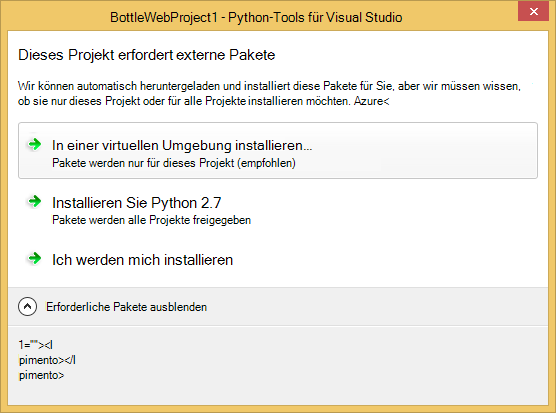 BottleWebProject1 - Python-Tools für Visual Studio
Dieses Projekt erfordert externe Pakete
Wir können automatisch heruntergeladen und installiert diese Pakete für Sie, aber wir müssen wissen,
ob sie nur dieses Projekt oder für alle Projekte installieren möchten. Azure<
In einer virtuellen Umgebung installieren...
Pakete werden nur für dieses Projekt (empfohlen)
Installieren Sie Python 2.7
Pakete werden alle Projekte freigegeben
Ich werden mich installieren
Erforderliche Pakete ausblenden
1=""><l
pimento></l
pimento>